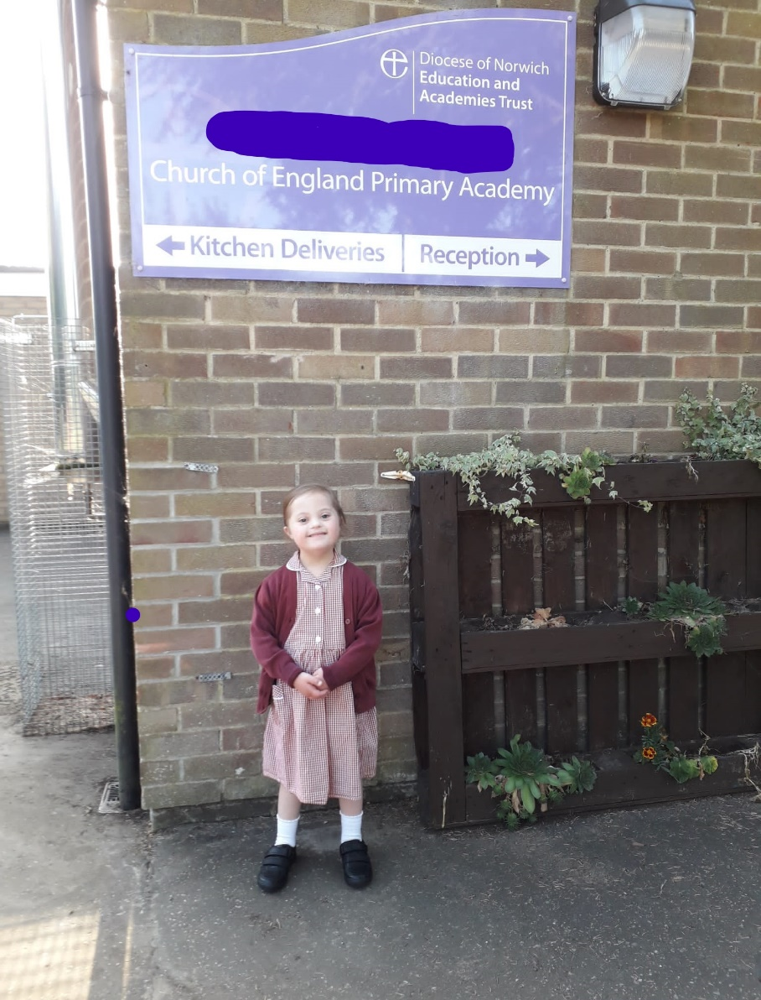 Diocese of Norwich
Education and
Academies Trust
Church of England Primary Academy
Kitchen Deliveries
Reception